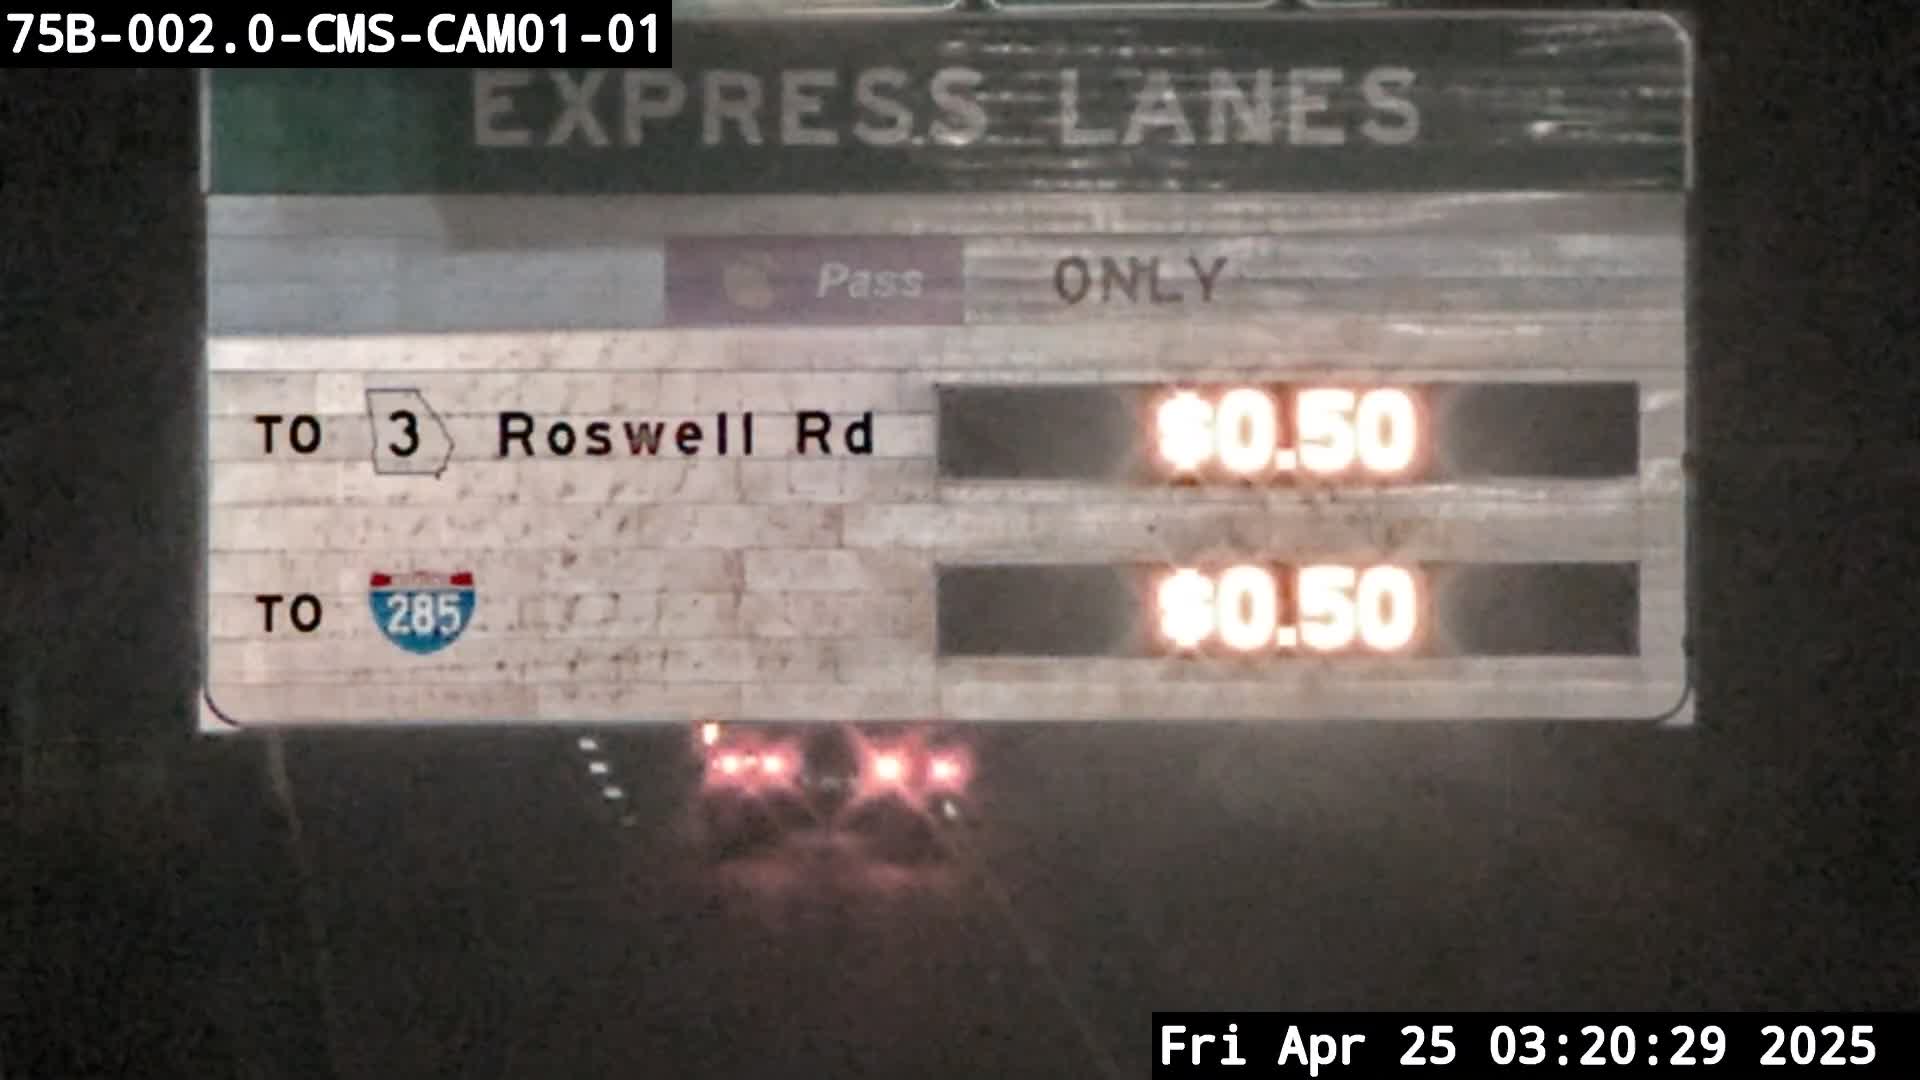 75B-002.0-CMS-CAM01-01
EXPRESS LANES
Pass ONLY
TO 3 Roswell Rd $0.50
TO 285 $0.50
Fri Apr 25 03:20:29 2025